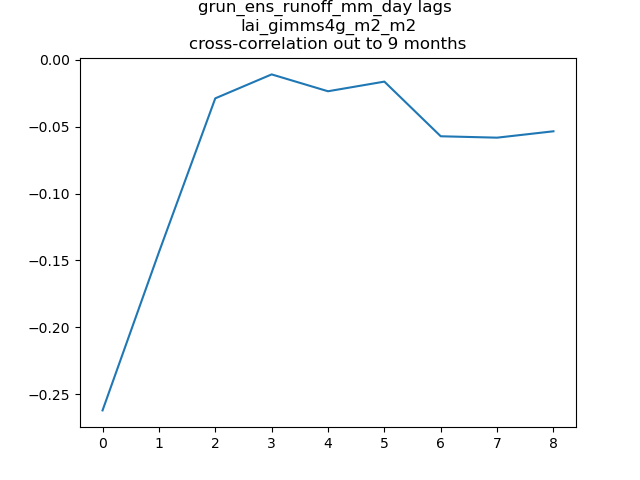 grun_ens_runoff_mm_day lags
lai_gimms4g_m2_m2
cross-correlation out to 9 months
0.00
−0.05
−0.10
−0.15
−0.20
−0.25
0 1 2 3 4 5 6 7 8